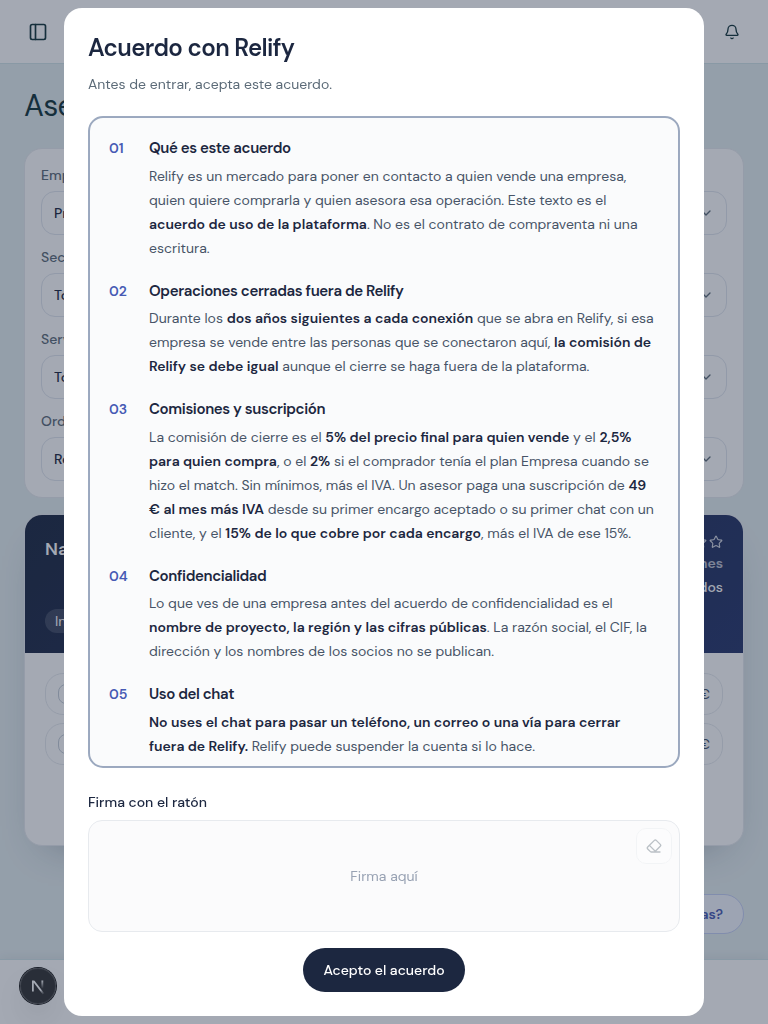 Acuerdo con Relify
Antes de entrar, acepta este acuerdo.
01 Qué es este acuerdo
Relify es un mercado para poner en contacto a quien vende una empresa,
quien quiere comprarla y quien asesora esa operación. Este texto es el
acuerdo de uso de la plataforma. No es el contrato de compraventa ni una
escritura.
02 Operaciones cerradas fuera de Relify
Durante los dos años siguientes a cada conexión que se abra en Relify, si esa
empresa se vende entre las personas que se conectaron aquí, la comisión de
Relify se debe igual aunque el cierre se haga fuera de la plataforma.
03 Comisiones y suscripción
La comisión de cierre es el 5% del precio final para quien vende y el 2,5%
para quien compra, o el 2% si el comprador tenía el plan Empresa cuando se
hizo el match. Sin mínimos, más el IVA. Un asesor paga una suscripción de 49
€ al mes más IVA desde su primer encargo aceptado o su primer chat con un
cliente, y el 15% de lo que cobre por cada encargo, más el IVA de ese 15%.
04 Confidencialidad
Lo que ves de una empresa antes del acuerdo de confidencialidad es el
nombre de proyecto, la región y las cifras públicas. La razón social, el CIF, la
dirección y los nombres de los socios no se publican.
05 Uso del chat
No uses el chat para pasar un teléfono, un correo o una vía para cerrar
fuera de Relify. Relify puede suspender la cuenta si lo hace.
Firma con el ratón
Firma aquí
Acepto el acuerdo